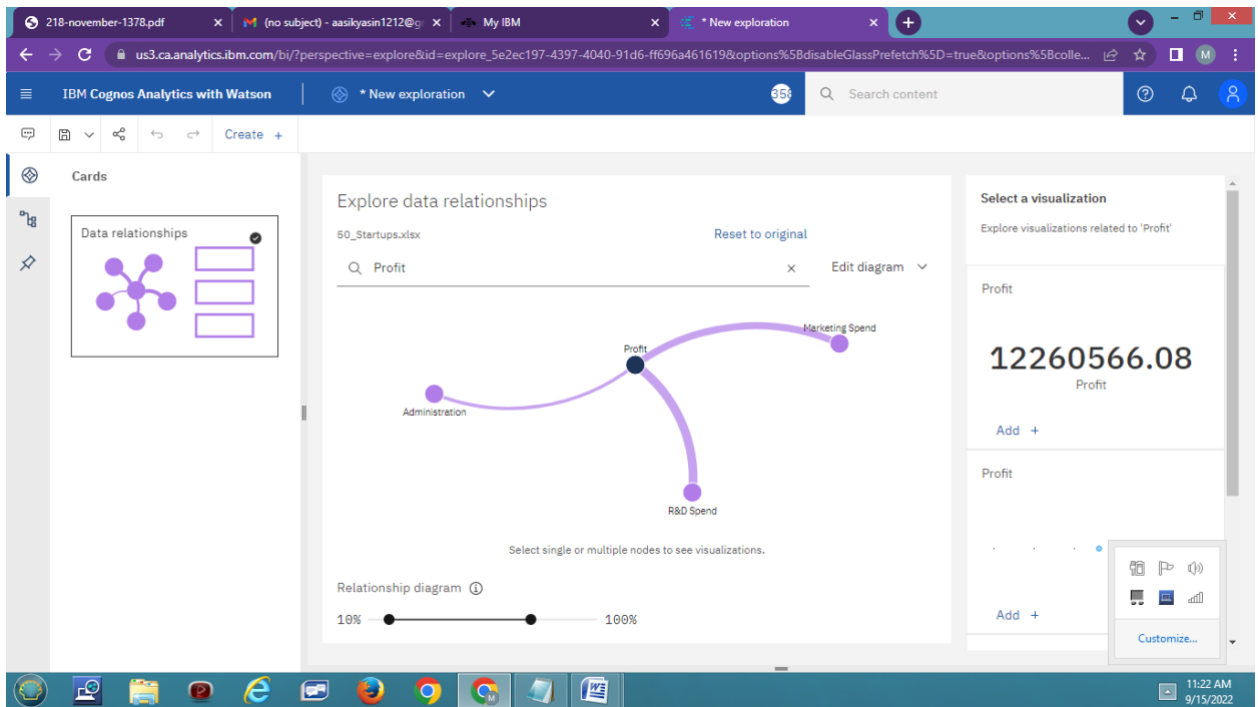 218-november-1378.pdf
(no subject) - aasikyasin1212@g
My IBM
* New exploration
us3.ca.analytics.ibm.com/bi/?perspective=explore&id=explore_5e2ec197-4397-4040-91d6-ff696a461619&options%5BdisableGlassPrefetch%5D=true&options%5Bcolle...
M
IBM Cognos Analytics with Watson
* New exploration
Search content
Create +
Cards
Data relationships
Explore data relationships
50_Startups.xlsx
Reset to original
Profit
Edit diagram
Marketing Spend
Profit
Administration
R&D Spend
Select single or multiple nodes to see visualizations.
Relationship diagram
10%
100%
Select a visualization
Explore visualizations related to 'Profit'
Profit
12260566.08
Profit
Add +
Profit
Add +
Customize...
11:22 AM
9/15/2022